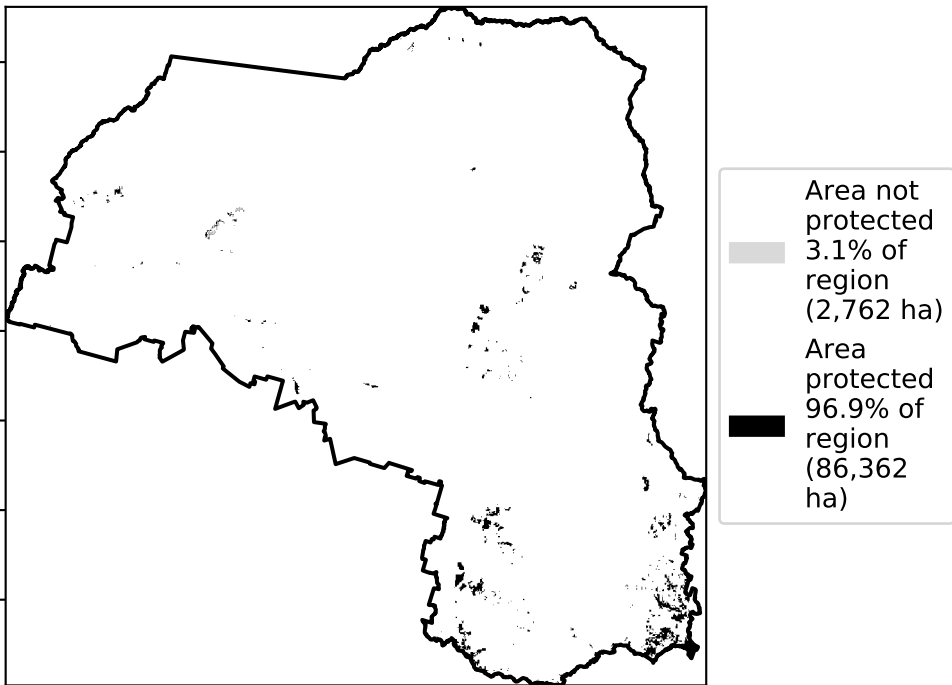 Area not
protected
3.1% of
region
(2,762 ha)
Area
protected
96.9% of
region
(86,362
ha)